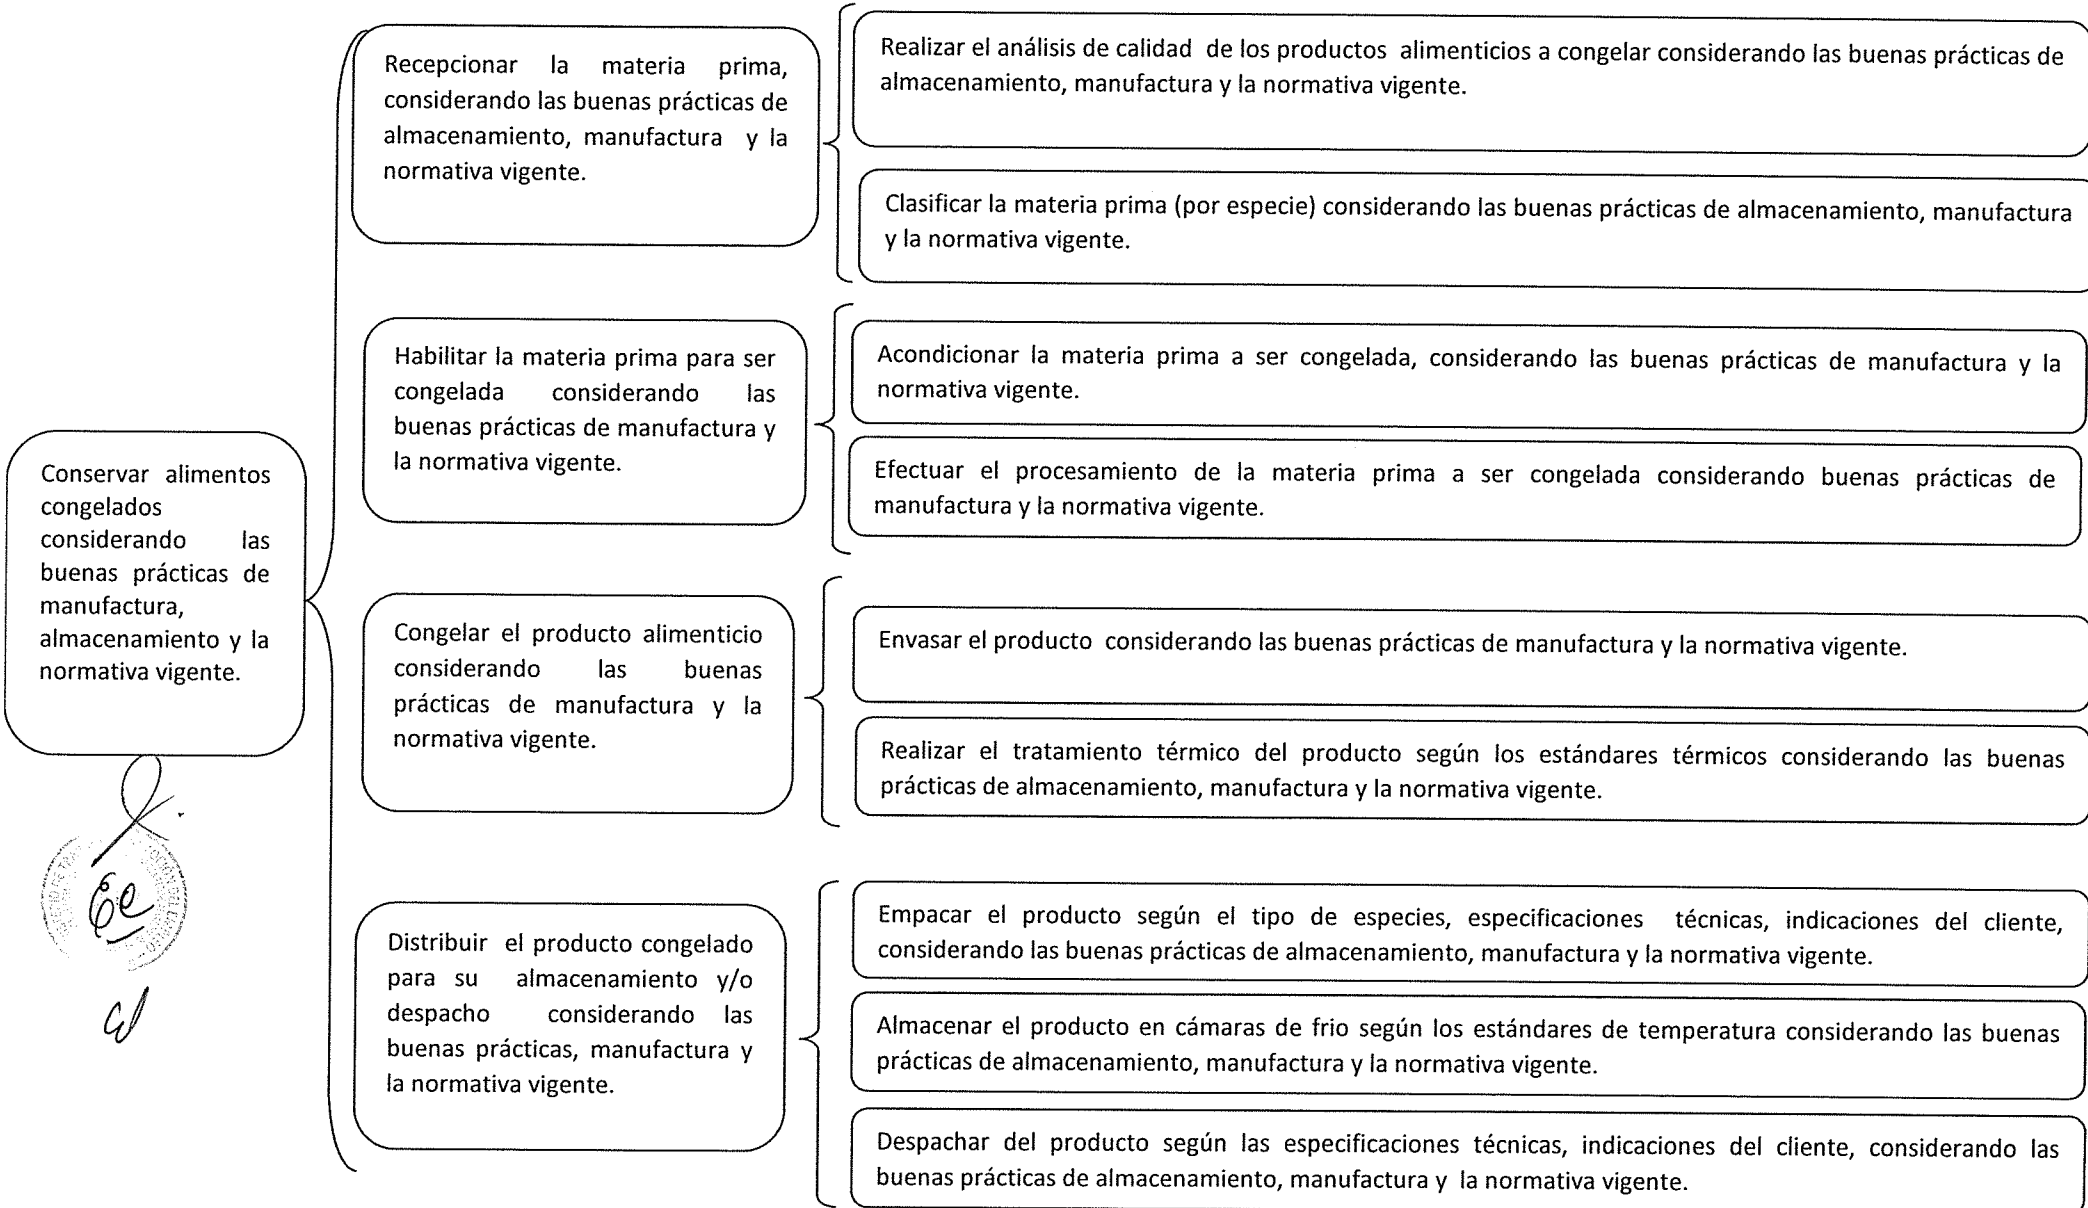 Conservar alimentos
congelados
considerando las
buenas prácticas de
manufactura,
almacenamiento y la
normativa vigente.
Recepcionar la materia prima,
considerando las buenas prácticas de
almacenamiento, manufactura y la
normativa vigente.
Realizar el análisis de calidad de los productos alimenticios a congelar considerando las buenas prácticas de
almacenamiento, manufactura y la normativa vigente.
Clasificar la materia prima (por especie) considerando las buenas prácticas de almacenamiento, manufactura
y la normativa vigente.
Habilitar la materia prima para ser
congelada considerando las
buenas prácticas de manufactura y
la normativa vigente.
Acondicionar la materia prima a ser congelada, considerando las buenas prácticas de manufactura y la
normativa vigente.
Efectuar el procesamiento de la materia prima a ser congelada considerando buenas prácticas de
manufactura y la normativa vigente.
Congelar el producto alimenticio
considerando las buenas
prácticas de manufactura y la
normativa vigente.
Envasar el producto considerando las buenas prácticas de manufactura y la normativa vigente.
Realizar el tratamiento térmico del producto según los estándares térmicos considerando las buenas
prácticas de almacenamiento, manufactura y la normativa vigente.
Distribuir el producto congelado
para su almacenamiento y/o
despacho considerando las
buenas prácticas, manufactura y
la normativa vigente.
Empacar el producto según el tipo de especies, especificaciones técnicas, indicaciones del cliente,
considerando las buenas prácticas de almacenamiento, manufactura y la normativa vigente.
Almacenar el producto en cámaras de frio según los estándares de temperatura considerando las buenas
prácticas de almacenamiento, manufactura y la normativa vigente.
Despachar del producto según las especificaciones técnicas, indicaciones del cliente, considerando las
buenas prácticas de almacenamiento, manufactura y la normativa vigente.